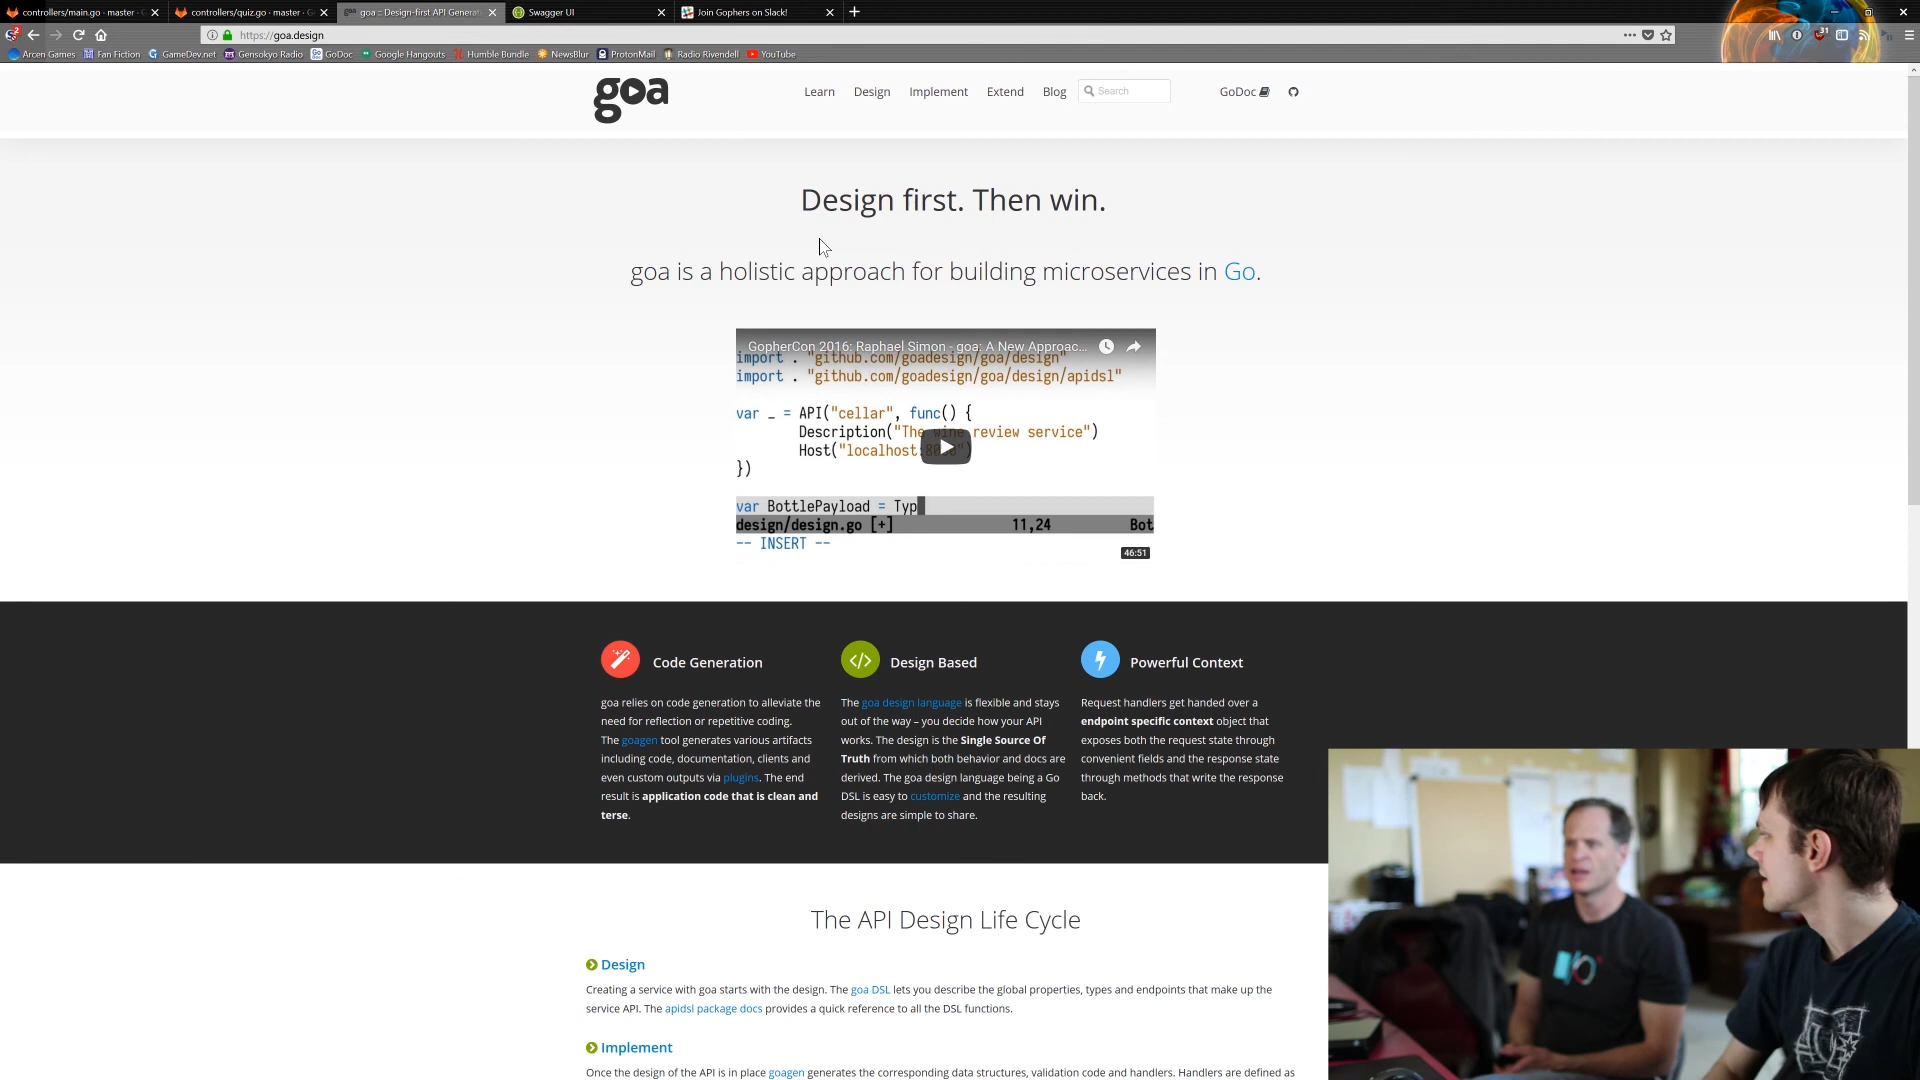 controllers/main.go · master ·
controllers/quiz.go · master · G
goa :: Design-first API Generat
Swagger UI
Join Gophers on Slack!
https://goa.design
Arcen Games
Fan Fiction
GameDev.net
Gensokyo Radio
GoDoc
Google Hangouts
Humble Bundle
NewsBlur
ProtonMail
Radio Rivendell
YouTube
goa
Learn
Design
Implement
Extend
Blog
Search
GoDoc
Design first. Then win.
goa is a holistic approach for building microservices in Go.
GopherCon 2016: Raphael Simon - goa: A New Approac...
import . "github.com/goadesign/goa/design"
import . "github.com/goadesign/goa/design/apidsl"
var _ = API("cellar", func() {
Description("The wine review service")
Host("localhost:8080")
})
var BottlePayload = Typ
design/design.go [+] 11,24 Bot
-- INSERT --
46:51
Code Generation
goa relies on code generation to alleviate the
need for reflection or repetitive coding.
The goagen tool generates various artifacts
including code, documentation, clients and
even custom outputs via plugins. The end
result is application code that is clean and
terse.
Design Based
The goa design language is flexible and stays
out of the way – you decide how your API
works. The design is the Single Source Of
Truth from which both behavior and docs are
derived. The goa design language being a Go
DSL is easy to customize and the resulting
designs are simple to share.
Powerful Context
Request handlers get handed over a
endpoint specific context object that
exposes both the request state through
convenient fields and the response state
through methods that write the response
back.
The API Design Life Cycle
Design
Creating a service with goa starts with the design. The goa DSL lets you describe the global properties, types and endpoints that make up the
service API. The apidsl package docs provides a quick reference to all the DSL functions.
Implement
Once the design of the API is in place goagen generates the corresponding data structures, validation code and handlers. Handlers are defined as